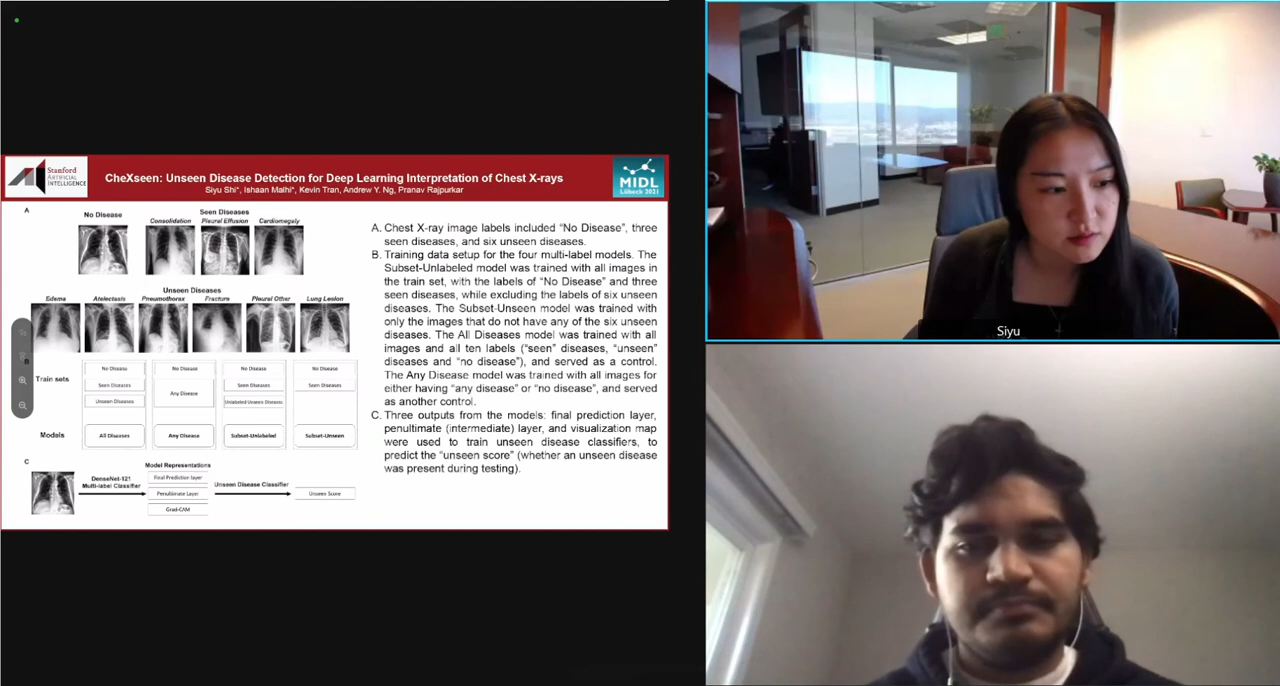 Stanford
ARTIFICIAL
INTELLIGENCE
CheXseen: Unseen Disease Detection for Deep Learning Interpretation of Chest X-rays
Siyu Shi*, Ishaan Malhi*, Kevin Tran, Andrew Y. Ng, Pranav Rajpurkar
MIDL
Lübeck 2021
A
No Disease
Seen Diseases
Consolidation Pleural Effusion Cardiomegaly
Unseen Diseases
Edema Atelectasis Pneumothorax Fracture Pleural Other Lung Lesion
B
Train sets
No Disease No Disease No Disease No Disease
Seen Diseases Any Disease Seen Diseases Seen Diseases
Unseen Diseases Unlabeled Unseen Diseases
Models All Diseases Any Disease Subset-Unlabeled Subset-Unseen
C
Model Representations
DenseNet-121
Multi-label Classifier
Final Prediction layer
Penultimate Layer
Grad-CAM
Unseen Disease Classifier
Unseen Score
A. Chest X-ray image labels included “No Disease”, three
seen diseases, and six unseen diseases.
B. Training data setup for the four multi-label models. The
Subset-Unlabeled model was trained with all images in
the train set, with the labels of “No Disease” and three
seen diseases, while excluding the labels of six unseen
diseases. The Subset-Unseen model was trained with
only the images that do not have any of the six unseen
diseases. The All Diseases model was trained with all
images and all ten labels (“seen” diseases, “unseen”
diseases and “no disease”), and served as a control.
The Any Disease model was trained with all images for
either having “any disease” or “no disease”, and served
as another control.
C. Three outputs from the models: final prediction layer,
penultimate (intermediate) layer, and visualization map
were used to train unseen disease classifiers, to
predict the “unseen score” (whether an unseen disease
was present during testing).
Siyu